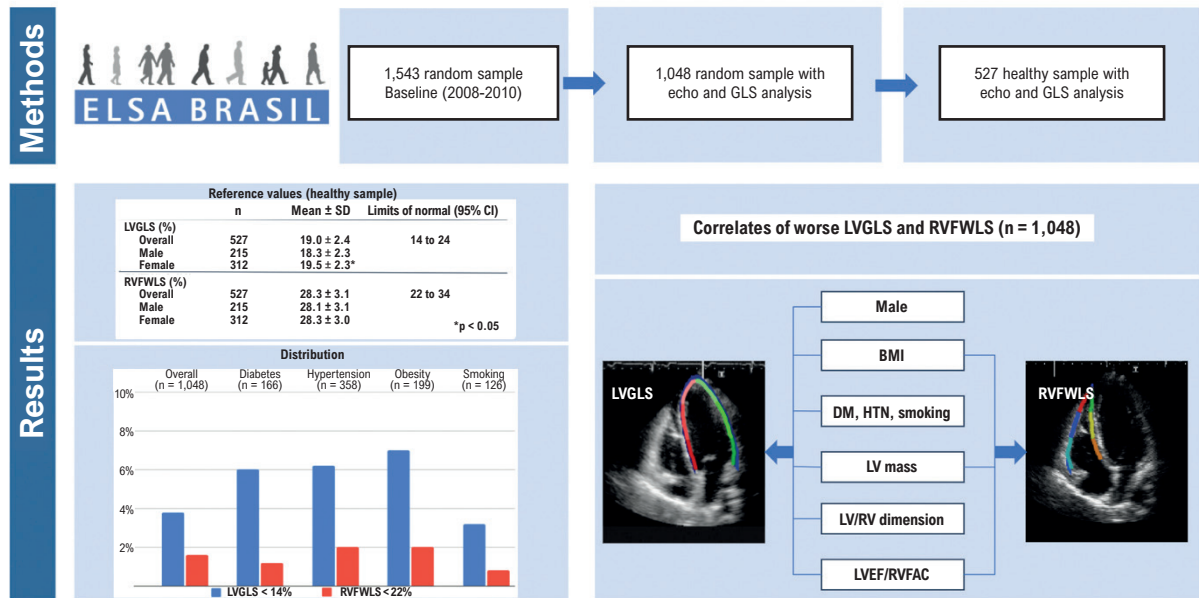 Methods
ELSA BRASIL
1,543 random sample
Baseline (2008-2010)
1,048 random sample with
echo and GLS analysis
527 healthy sample with
echo and GLS analysis
Results
Reference values (healthy sample)
n Mean ± SD Limits of normal (95% CI)
LVGLS (%)
Overall 527 19.0 ± 2.4 14 to 24
Male 215 18.3 ± 2.3
Female 312 19.5 ± 2.3*
RVFWLS (%)
Overall 527 28.3 ± 3.1 22 to 34
Male 215 28.1 ± 3.1
Female 312 28.3 ± 3.0
*p < 0.05
Distribution
Overall Diabetes Hypertension Obesity Smoking
(n = 1,048) (n = 166) (n = 358) (n = 199) (n = 126)
10%
8%
6%
4%
2%
LVGLS < 14% RVFWLS < 22%
Correlates of worse LVGLS and RVFWLS (n = 1,048)
LVGLS
Male
BMI
DM, HTN, smoking
LV mass
LV/RV dimension
LVEF/RVFAC
RVFWLS